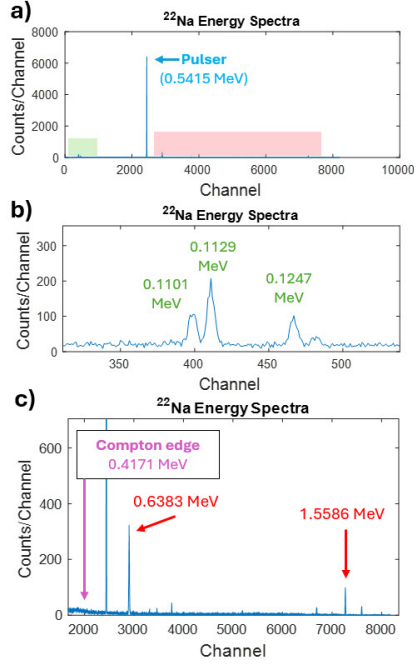 a)
²²Na Energy Spectra
8000
6000
4000
2000
0
Counts/Channel
Pulser
(0.5415 MeV)
0 2000 4000 6000 8000 10000
Channel
b)
²²Na Energy Spectra
300
200
100
0
Counts/Channel
0.1101
MeV
0.1129
MeV
0.1247
MeV
350 400 450 500
Channel
c)
²²Na Energy Spectra
600
400
200
0
Counts/Channel
Compton edge
0.4171 MeV
0.6383 MeV
1.5586 MeV
2000 3000 4000 5000 6000 7000 8000
Channel